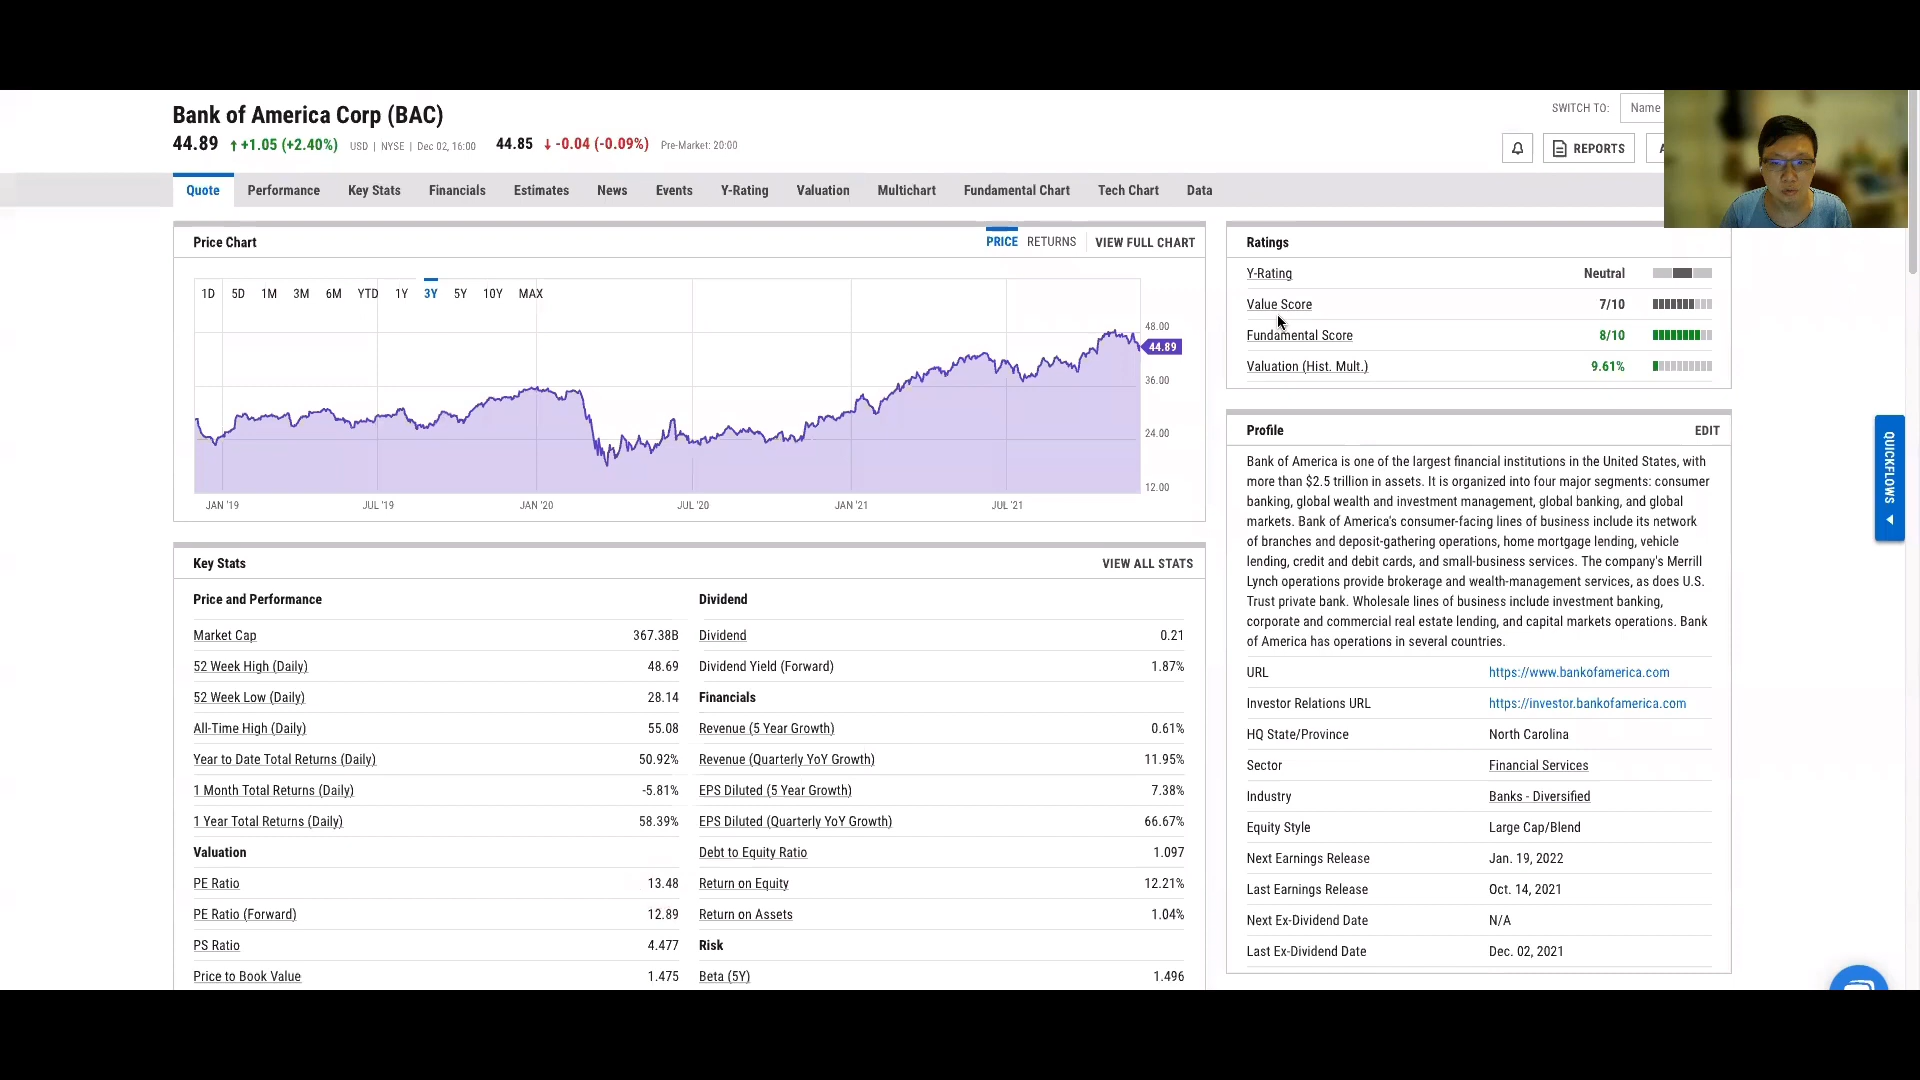 Bank of America Corp (BAC)
SWITCH TO: Name
44.89 +1.05 (+2.40%) USD | NYSE | Dec 02, 16:00 44.85 -0.04 (-0.09%) Pre-Market: 20:00
REPORTS
Quote Performance Key Stats Financials Estimates News Events Y-Rating Valuation Multichart Fundamental Chart Tech Chart Data
Price Chart PRICE RETURNS VIEW FULL CHART
1D 5D 1M 3M 6M YTD 1Y 3Y 5Y 10Y MAX
48.00
44.89
36.00
24.00
12.00
JAN '19 JUL '19 JAN '20 JUL '20 JAN '21 JUL '21
Key Stats VIEW ALL STATS
Price and Performance
Market Cap 367.38B
52 Week High (Daily) 48.69
52 Week Low (Daily) 28.14
All-Time High (Daily) 55.08
Year to Date Total Returns (Daily) 50.92%
1 Month Total Returns (Daily) -5.81%
1 Year Total Returns (Daily) 58.39%
Valuation
PE Ratio 13.48
PE Ratio (Forward) 12.89
PS Ratio 4.477
Price to Book Value 1.475
Dividend
Dividend 0.21
Dividend Yield (Forward) 1.87%
Financials
Revenue (5 Year Growth) 0.61%
Revenue (Quarterly YoY Growth) 11.95%
EPS Diluted (5 Year Growth) 7.38%
EPS Diluted (Quarterly YoY Growth) 66.67%
Debt to Equity Ratio 1.097
Return on Equity 12.21%
Return on Assets 1.04%
Risk
Beta (5Y) 1.496
Ratings
Y-Rating Neutral
Value Score 7/10
Fundamental Score 8/10
Valuation (Hist. Mult.) 9.61%
Profile EDIT
Bank of America is one of the largest financial institutions in the United States, with
more than $2.5 trillion in assets. It is organized into four major segments: consumer
banking, global wealth and investment management, global banking, and global
markets. Bank of America's consumer-facing lines of business include its network
of branches and deposit-gathering operations, home mortgage lending, vehicle
lending, credit and debit cards, and small-business services. The company's Merrill
Lynch operations provide brokerage and wealth-management services, as does U.S.
Trust private bank. Wholesale lines of business include investment banking,
corporate and commercial real estate lending, and capital markets operations. Bank
of America has operations in several countries.
URL https://www.bankofamerica.com
Investor Relations URL https://investor.bankofamerica.com
HQ State/Province North Carolina
Sector Financial Services
Industry Banks - Diversified
Equity Style Large Cap/Blend
Next Earnings Release Jan. 19, 2022
Last Earnings Release Oct. 14, 2021
Next Ex-Dividend Date N/A
Last Ex-Dividend Date Dec. 02, 2021
QUICKFLOWS